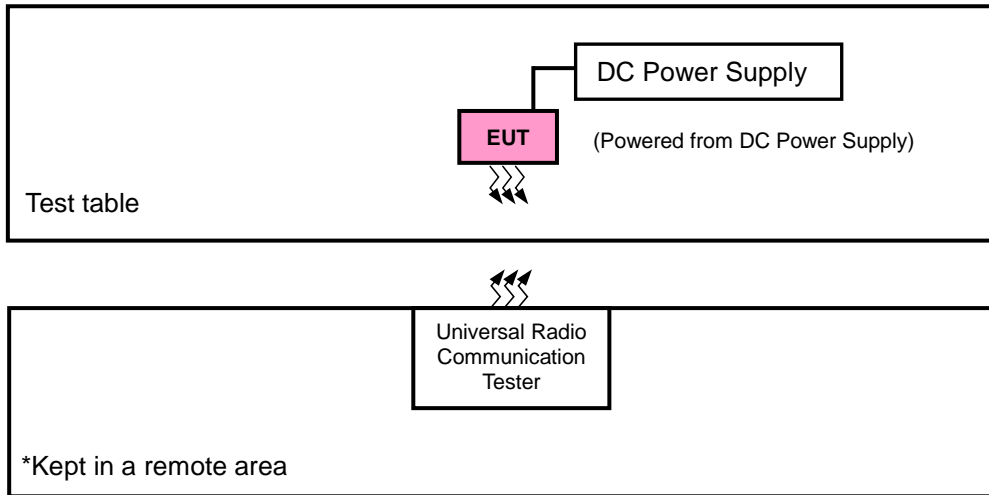 DC Power Supply
EUT
(Powered from DC Power Supply)
Test table
Universal Radio
Communication
Tester
*Kept in a remote area